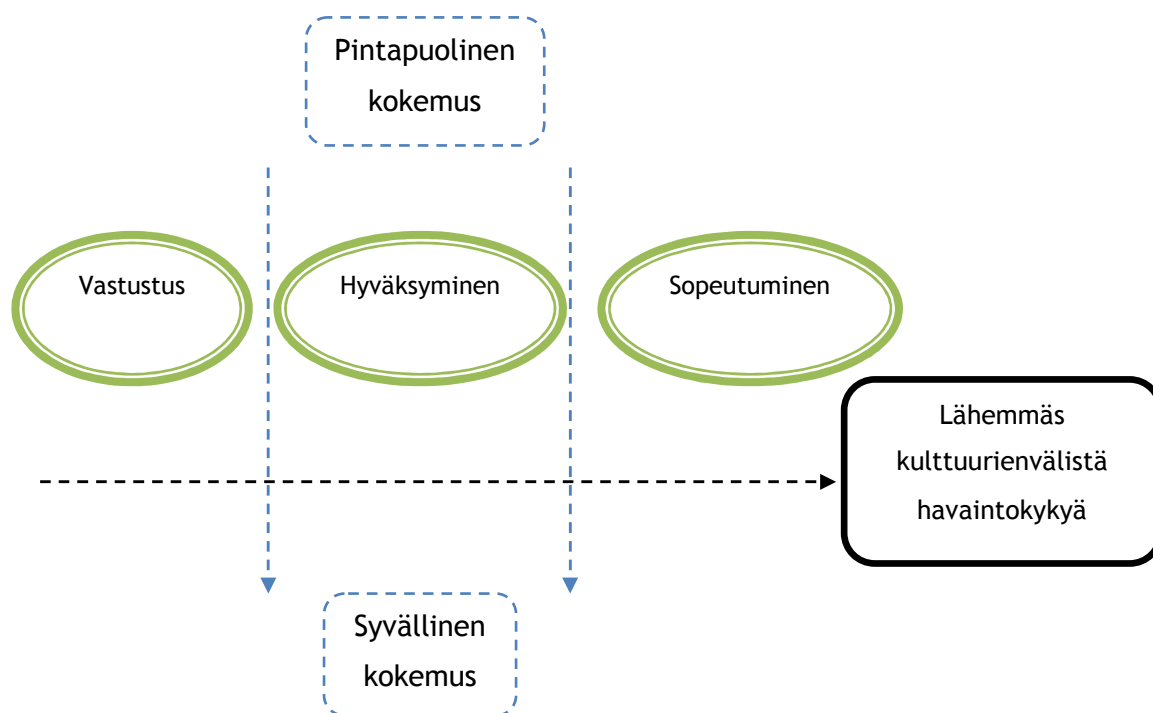 Pintapuolinen
kokemus
Vastustus
Hyväksyminen
Sopeutuminen
Lähemmäs
kulttuurienvälistä
havaintokykyä
Syvällinen
kokemus